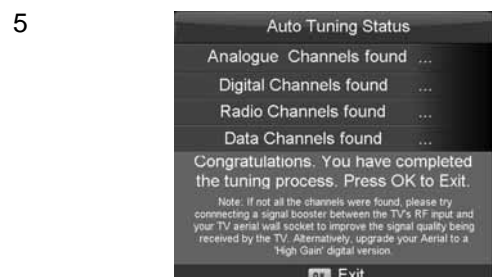 5
Auto Tuning Status
Analogue Channels found ...
Digital Channels found ...
Radio Channels found ...
Data Channels found ...
Congratulations. You have completed
the tuning process. Press OK to Exit.
Note: If not all the channels were found, please try
connnecting a signal booster between the TV's RF input and
your TV aerial wall socket to improve the signal quality being
received by the TV. Alternatively, upgrade your Aerial to a
'High Gain' digital version.
OK Exit